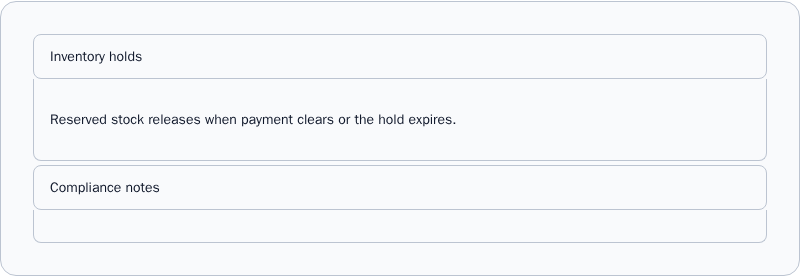 Inventory holds
Reserved stock releases when payment clears or the hold expires.
Compliance notes